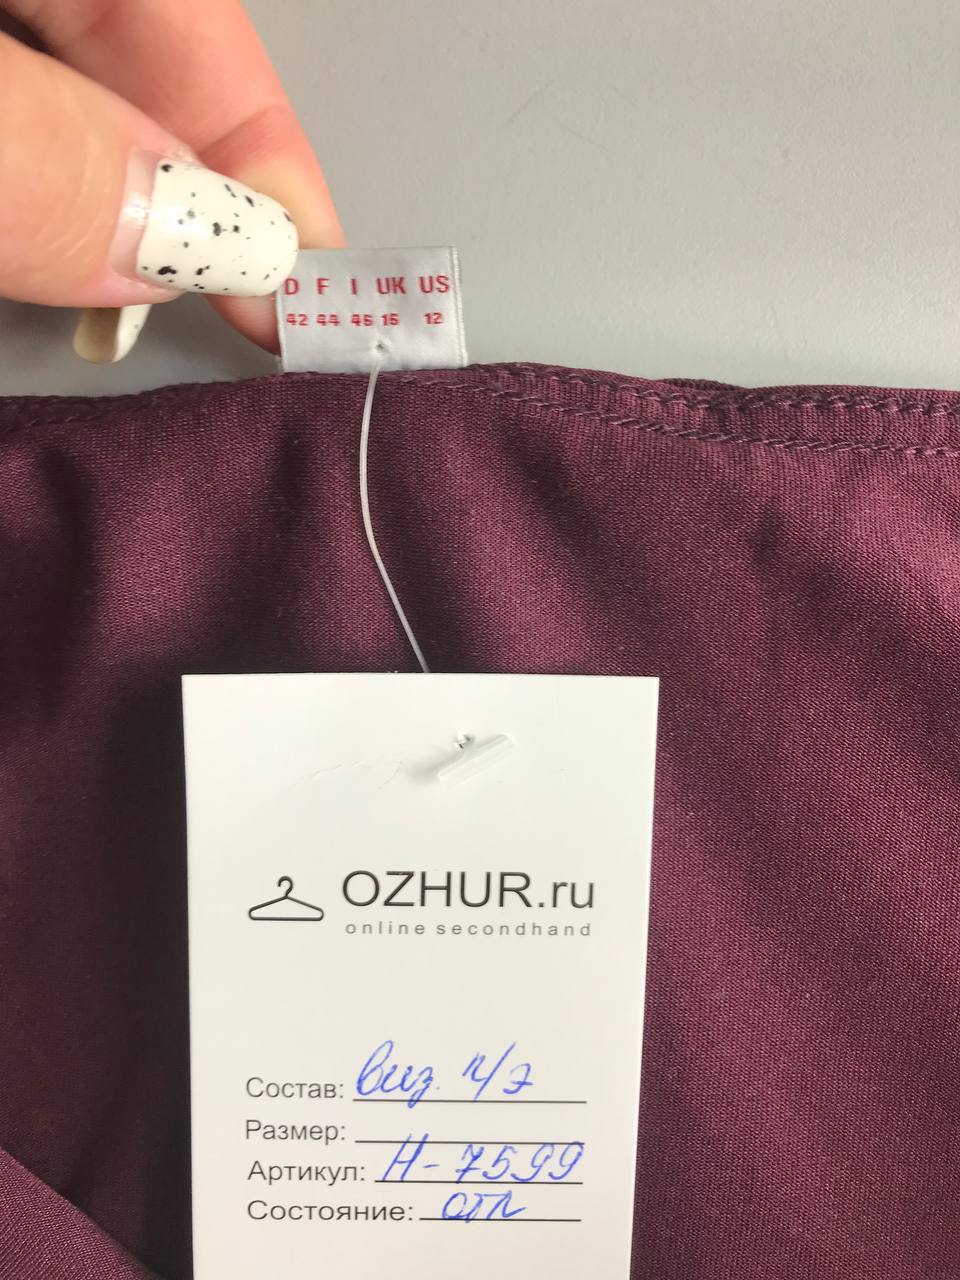 D F I UK US
42 44 46 16 12
OZHUR.ru
online secondhand
Состав: виз. п/э
Размер:
Артикул: Н-7599
Состояние: отл